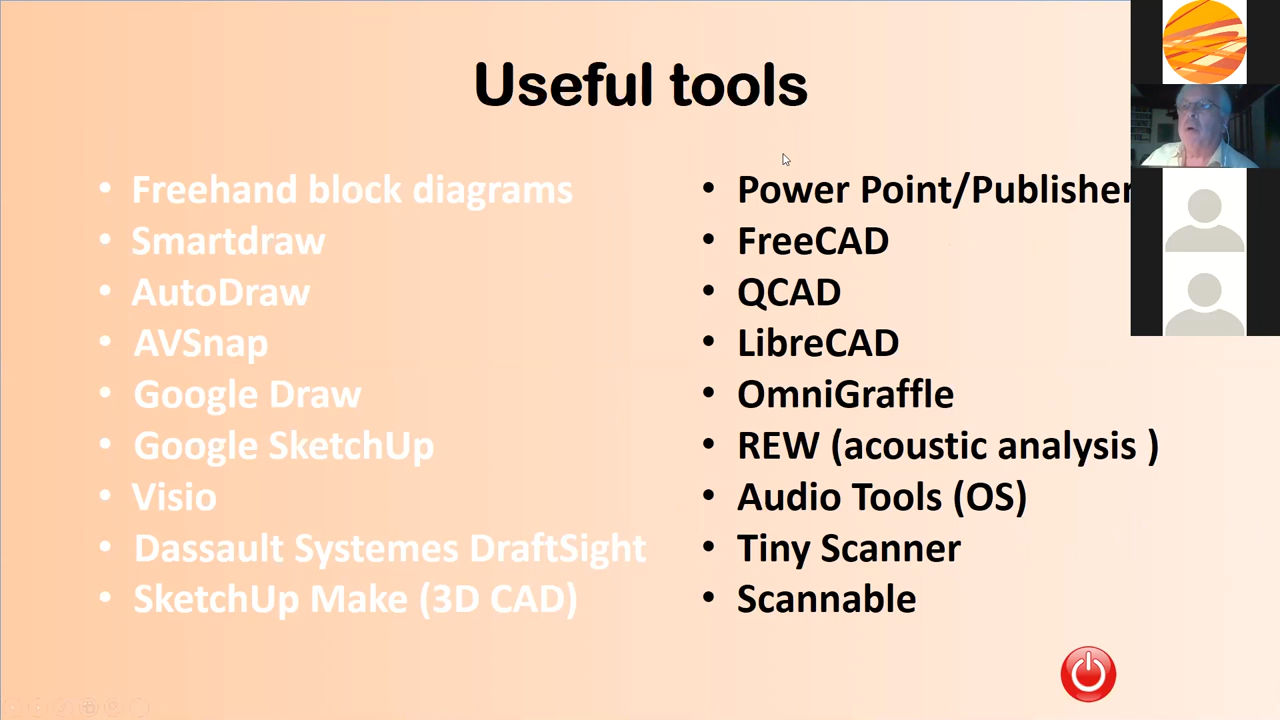 Useful tools
• Freehand block diagrams
• Smartdraw
• AutoDraw
• AVSnap
• Google Draw
• Google SketchUp
• Visio
• Dassault Systemes DraftSight
• SketchUp Make (3D CAD)
• Power Point/Publisher
• FreeCAD
• QCAD
• LibreCAD
• OmniGraffle
• REW (acoustic analysis )
• Audio Tools (OS)
• Tiny Scanner
• Scannable